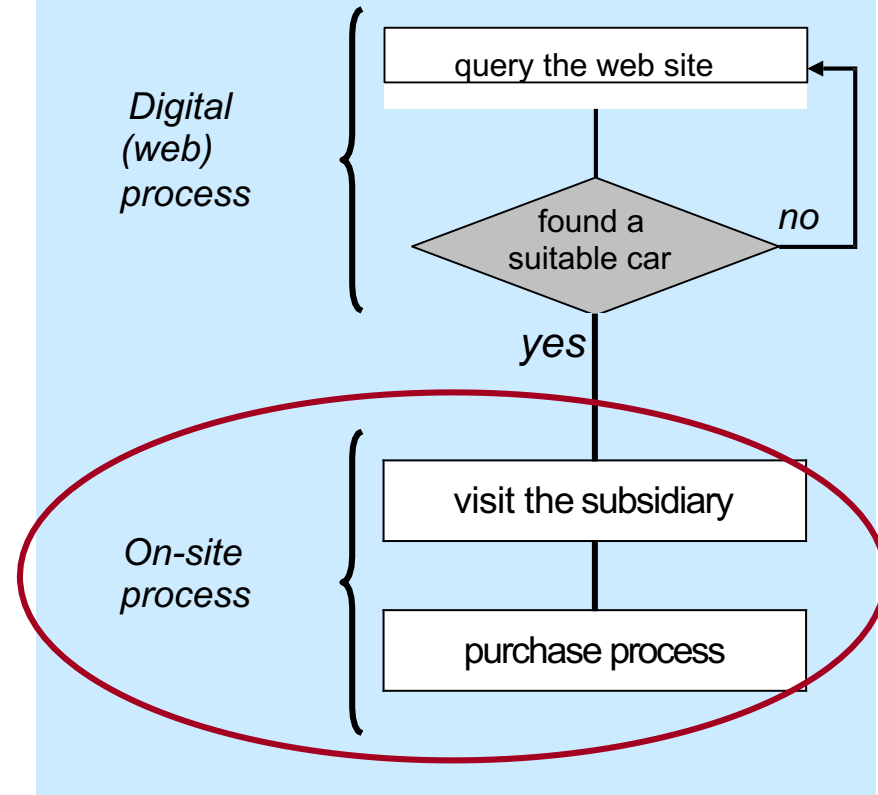 query the web site
Digital
(web)
process
found a
suitable car
no
yes
visit the subsidiary
On-site
process
purchase process